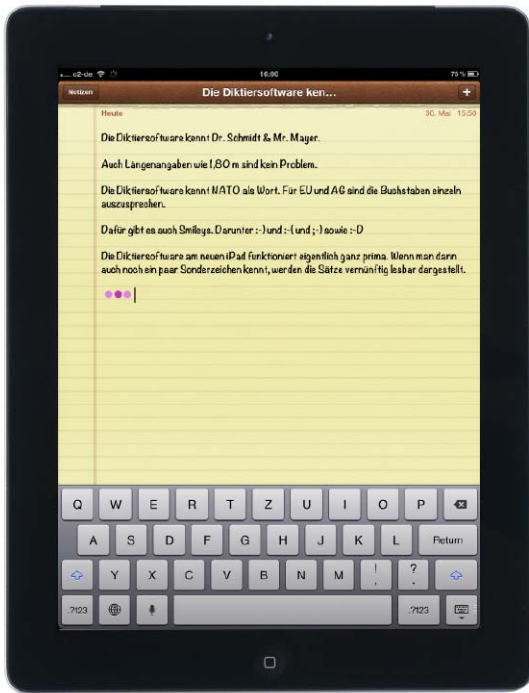 o2-de 16:00 75 %
Notizen Die Diktiersoftware ken... +
Heute 30. Mai 15:50
Die Diktiersoftware kennt Dr. Schmidt & Mr. Mayer.
Auch Längenangaben wie 1,80 m sind kein Problem.
Die Diktiersoftware kennt NATO als Wort. Für EU und AG sind die Buchstaben einzeln
auszusprechen.
Dafür gibt es auch Smileys. Darunter :-) und :-( und ;-) sowie :-D
Die Diktiersoftware am neuen iPad funktioniert eigentlich ganz prima. Wenn man dann
auch noch ein paar Sonderzeichen kennt, werden die Sätze vernünftig lesbar dargestellt.
Q W E R T Z U I O P
A S D F G H J K L Return
Y X C V B N M ! , ? .
.?123 .?123